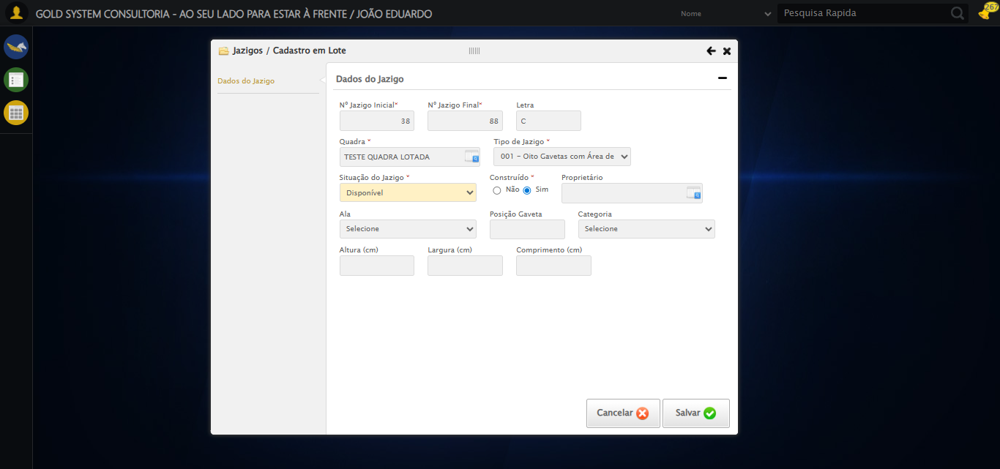 GOLD SYSTEM CONSULTORIA - AO SEU LADO PARA ESTAR À FRENTE / JOÃO EDUARDO
Nome
Pesquisa Rapida
267
Jazigos / Cadastro em Lote
Dados do Jazigo
Dados do Jazigo
Nº Jazigo Inicial* Nº Jazigo Final* Letra
38 88 C
Quadra * Tipo de Jazigo *
TESTE QUADRA LOTADA 001 - Oito Gavetas com Área de
Situação do Jazigo * Construído * Proprietário
Disponível Não Sim
Ala Posição Gaveta Categoria
Selecione Selecione
Altura (cm) Largura (cm) Comprimento (cm)
Cancelar Salvar